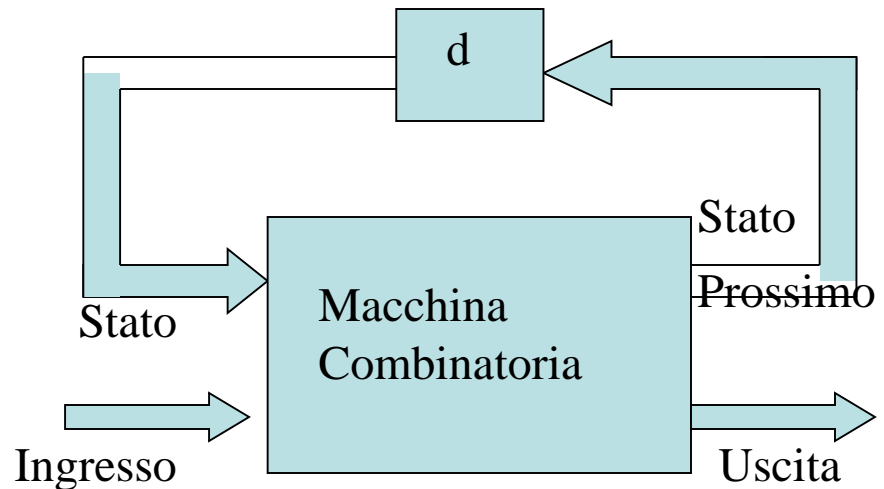 d
Stato
Prossimo
Stato
Macchina
Combinatoria
Ingresso
Uscita